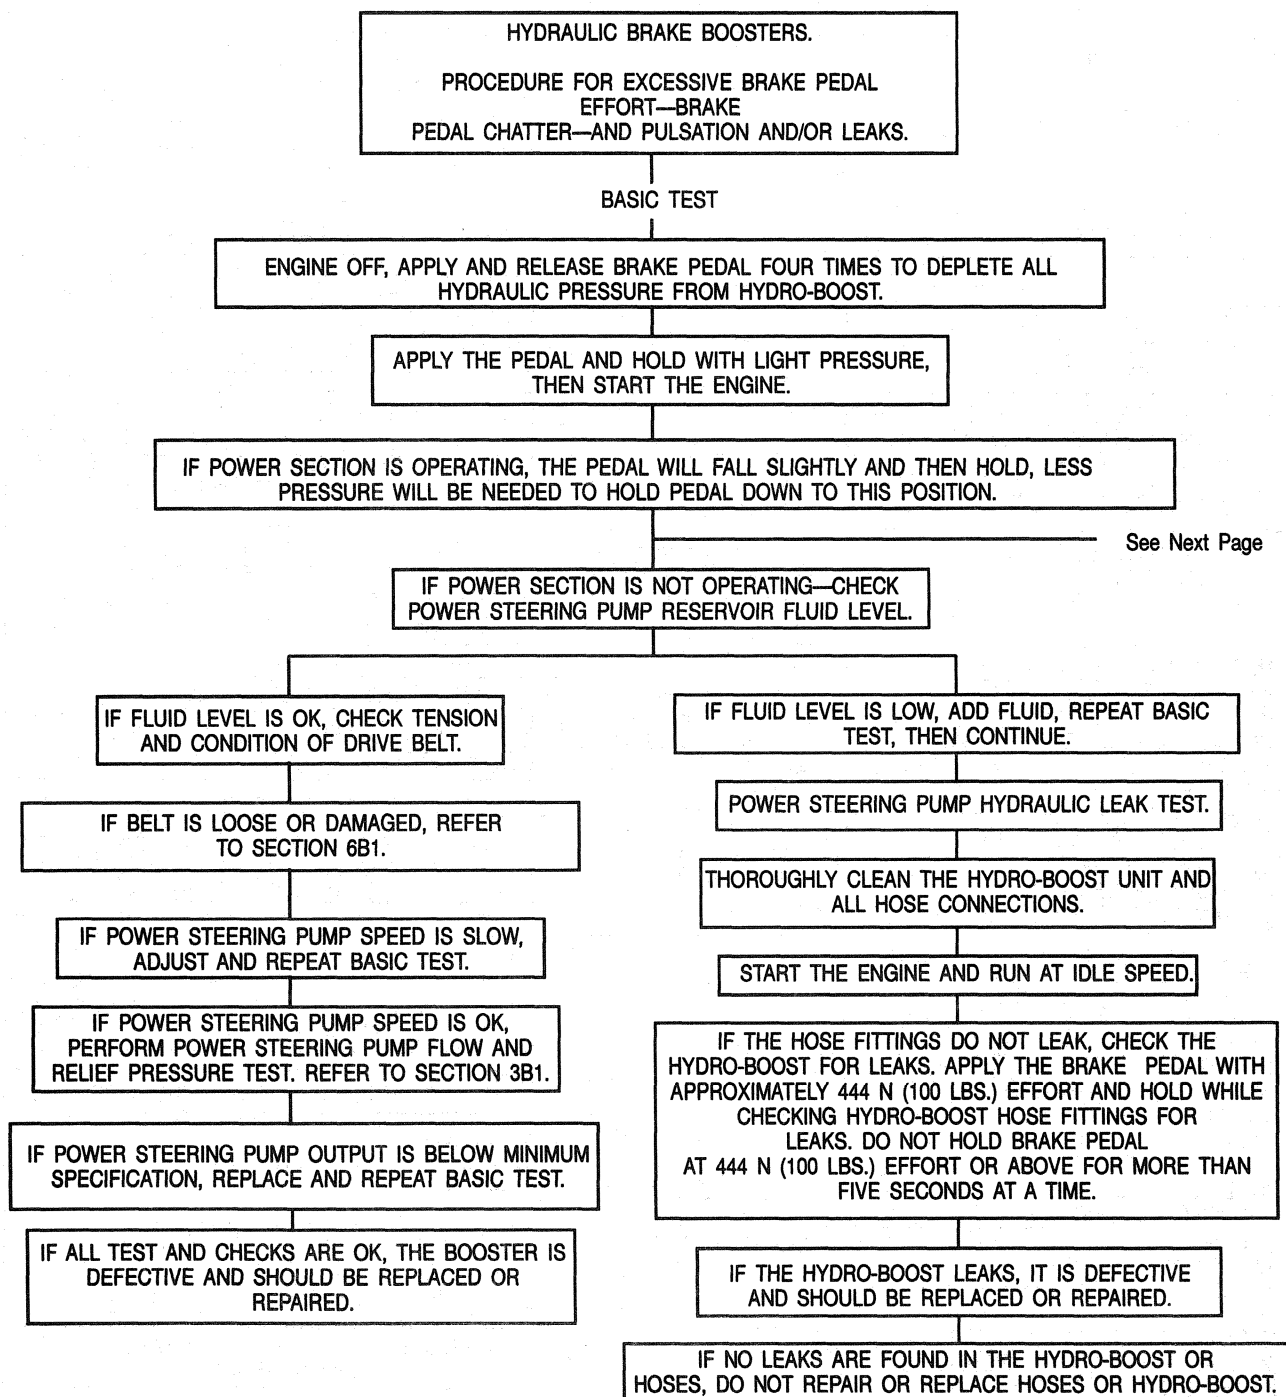 HYDRAULIC BRAKE BOOSTERS.
PROCEDURE FOR EXCESSIVE BRAKE PEDAL
EFFORT—BRAKE
PEDAL CHATTER—AND PULSATION AND/OR LEAKS.
BASIC TEST
ENGINE OFF, APPLY AND RELEASE BRAKE PEDAL FOUR TIMES TO DEPLETE ALL
HYDRAULIC PRESSURE FROM HYDRO-BOOST.
APPLY THE PEDAL AND HOLD WITH LIGHT PRESSURE,
THEN START THE ENGINE.
IF POWER SECTION IS OPERATING, THE PEDAL WILL FALL SLIGHTLY AND THEN HOLD, LESS
PRESSURE WILL BE NEEDED TO HOLD PEDAL DOWN TO THIS POSITION.
See Next Page
IF POWER SECTION IS NOT OPERATING—CHECK
POWER STEERING PUMP RESERVOIR FLUID LEVEL.
IF FLUID LEVEL IS OK, CHECK TENSION
AND CONDITION OF DRIVE BELT.
IF BELT IS LOOSE OR DAMAGED, REFER
TO SECTION 6B1.
IF POWER STEERING PUMP SPEED IS SLOW,
ADJUST AND REPEAT BASIC TEST.
IF POWER STEERING PUMP SPEED IS OK,
PERFORM POWER STEERING PUMP FLOW AND
RELIEF PRESSURE TEST. REFER TO SECTION 3B1.
IF POWER STEERING PUMP OUTPUT IS BELOW MINIMUM
SPECIFICATION, REPLACE AND REPEAT BASIC TEST.
IF ALL TEST AND CHECKS ARE OK, THE BOOSTER IS
DEFECTIVE AND SHOULD BE REPLACED OR
REPAIRED.
IF FLUID LEVEL IS LOW, ADD FLUID, REPEAT BASIC
TEST, THEN CONTINUE.
POWER STEERING PUMP HYDRAULIC LEAK TEST.
THOROUGHLY CLEAN THE HYDRO-BOOST UNIT AND
ALL HOSE CONNECTIONS.
START THE ENGINE AND RUN AT IDLE SPEED.
IF THE HOSE FITTINGS DO NOT LEAK, CHECK THE
HYDRO-BOOST FOR LEAKS. APPLY THE BRAKE PEDAL WITH
APPROXIMATELY 444 N (100 LBS.) EFFORT AND HOLD WHILE
CHECKING HYDRO-BOOST HOSE FITTINGS FOR
LEAKS. DO NOT HOLD BRAKE PEDAL
AT 444 N (100 LBS.) EFFORT OR ABOVE FOR MORE THAN
FIVE SECONDS AT A TIME.
IF THE HYDRO-BOOST LEAKS, IT IS DEFECTIVE
AND SHOULD BE REPLACED OR REPAIRED.
IF NO LEAKS ARE FOUND IN THE HYDRO-BOOST OR
HOSES, DO NOT REPAIR OR REPLACE HOSES OR HYDRO-BOOST.